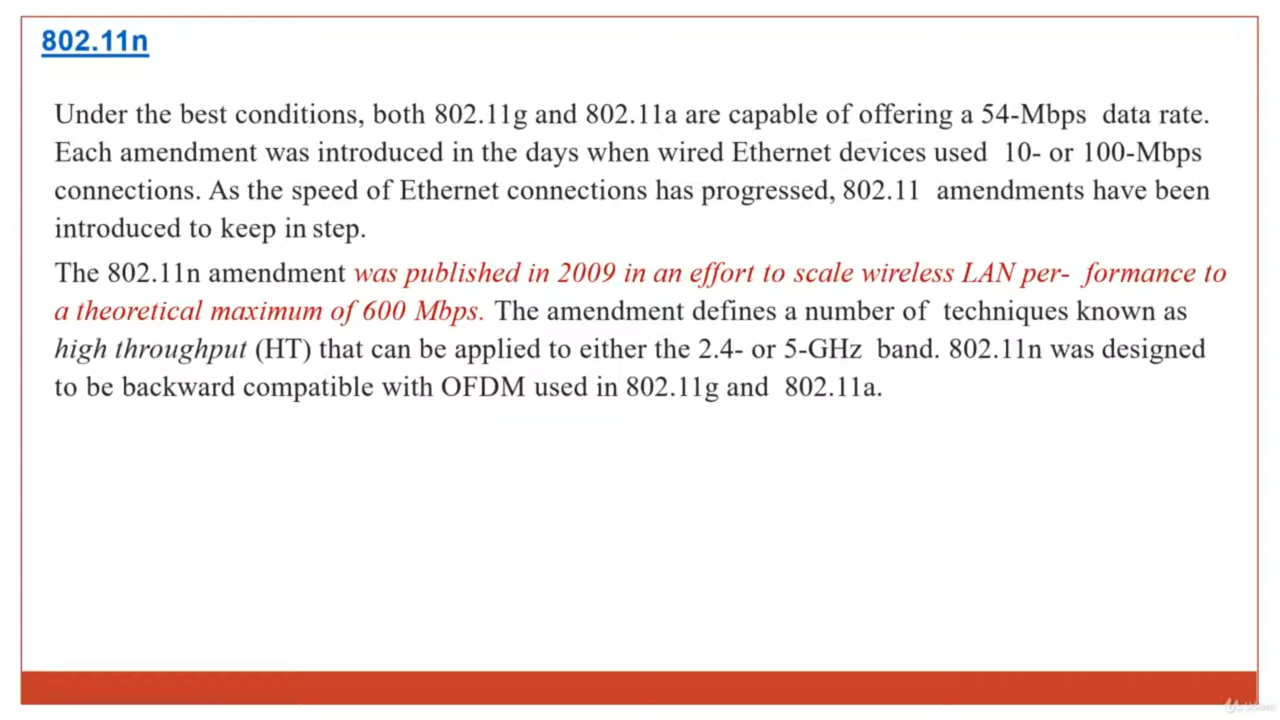 802.11n
Under the best conditions, both 802.11g and 802.11a are capable of offering a 54-Mbps data rate.
Each amendment was introduced in the days when wired Ethernet devices used 10- or 100-Mbps
connections. As the speed of Ethernet connections has progressed, 802.11 amendments have been
introduced to keep in step.
The 802.11n amendment was published in 2009 in an effort to scale wireless LAN per- formance to
a theoretical maximum of 600 Mbps. The amendment defines a number of techniques known as
high throughput (HT) that can be applied to either the 2.4- or 5-GHz band. 802.11n was designed
to be backward compatible with OFDM used in 802.11g and 802.11a.